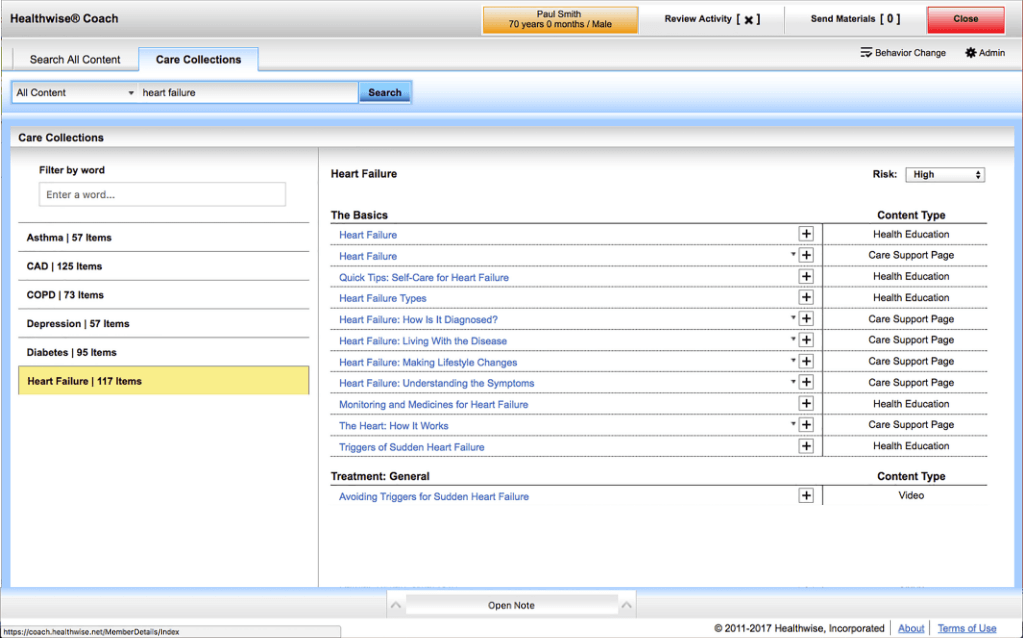 Healthwise® Coach
Paul Smith
70 years 0 months / Male
Review Activity [ x ]
Send Materials [ 0 ]
Close
Search All Content
Care Collections
Behavior Change
Admin
All Content
heart failure
Search
Care Collections
Filter by word
Enter a word...
Asthma | 57 Items
CAD | 125 Items
COPD | 73 Items
Depression | 57 Items
Diabetes | 95 Items
Heart Failure | 117 Items
Heart Failure
Risk: High
The Basics Content Type
Heart Failure + Health Education
Heart Failure + Care Support Page
Quick Tips: Self-Care for Heart Failure + Health Education
Heart Failure Types + Health Education
Heart Failure: How Is It Diagnosed? + Care Support Page
Heart Failure: Living With the Disease + Care Support Page
Heart Failure: Making Lifestyle Changes + Care Support Page
Heart Failure: Understanding the Symptoms + Care Support Page
Monitoring and Medicines for Heart Failure + Health Education
The Heart: How It Works + Care Support Page
Triggers of Sudden Heart Failure + Health Education
Treatment: General Content Type
Avoiding Triggers for Sudden Heart Failure + Video
Open Note
© 2011-2017 Healthwise, Incorporated About Terms of Use
https://coach.healthwise.net/MemberDetails/Index